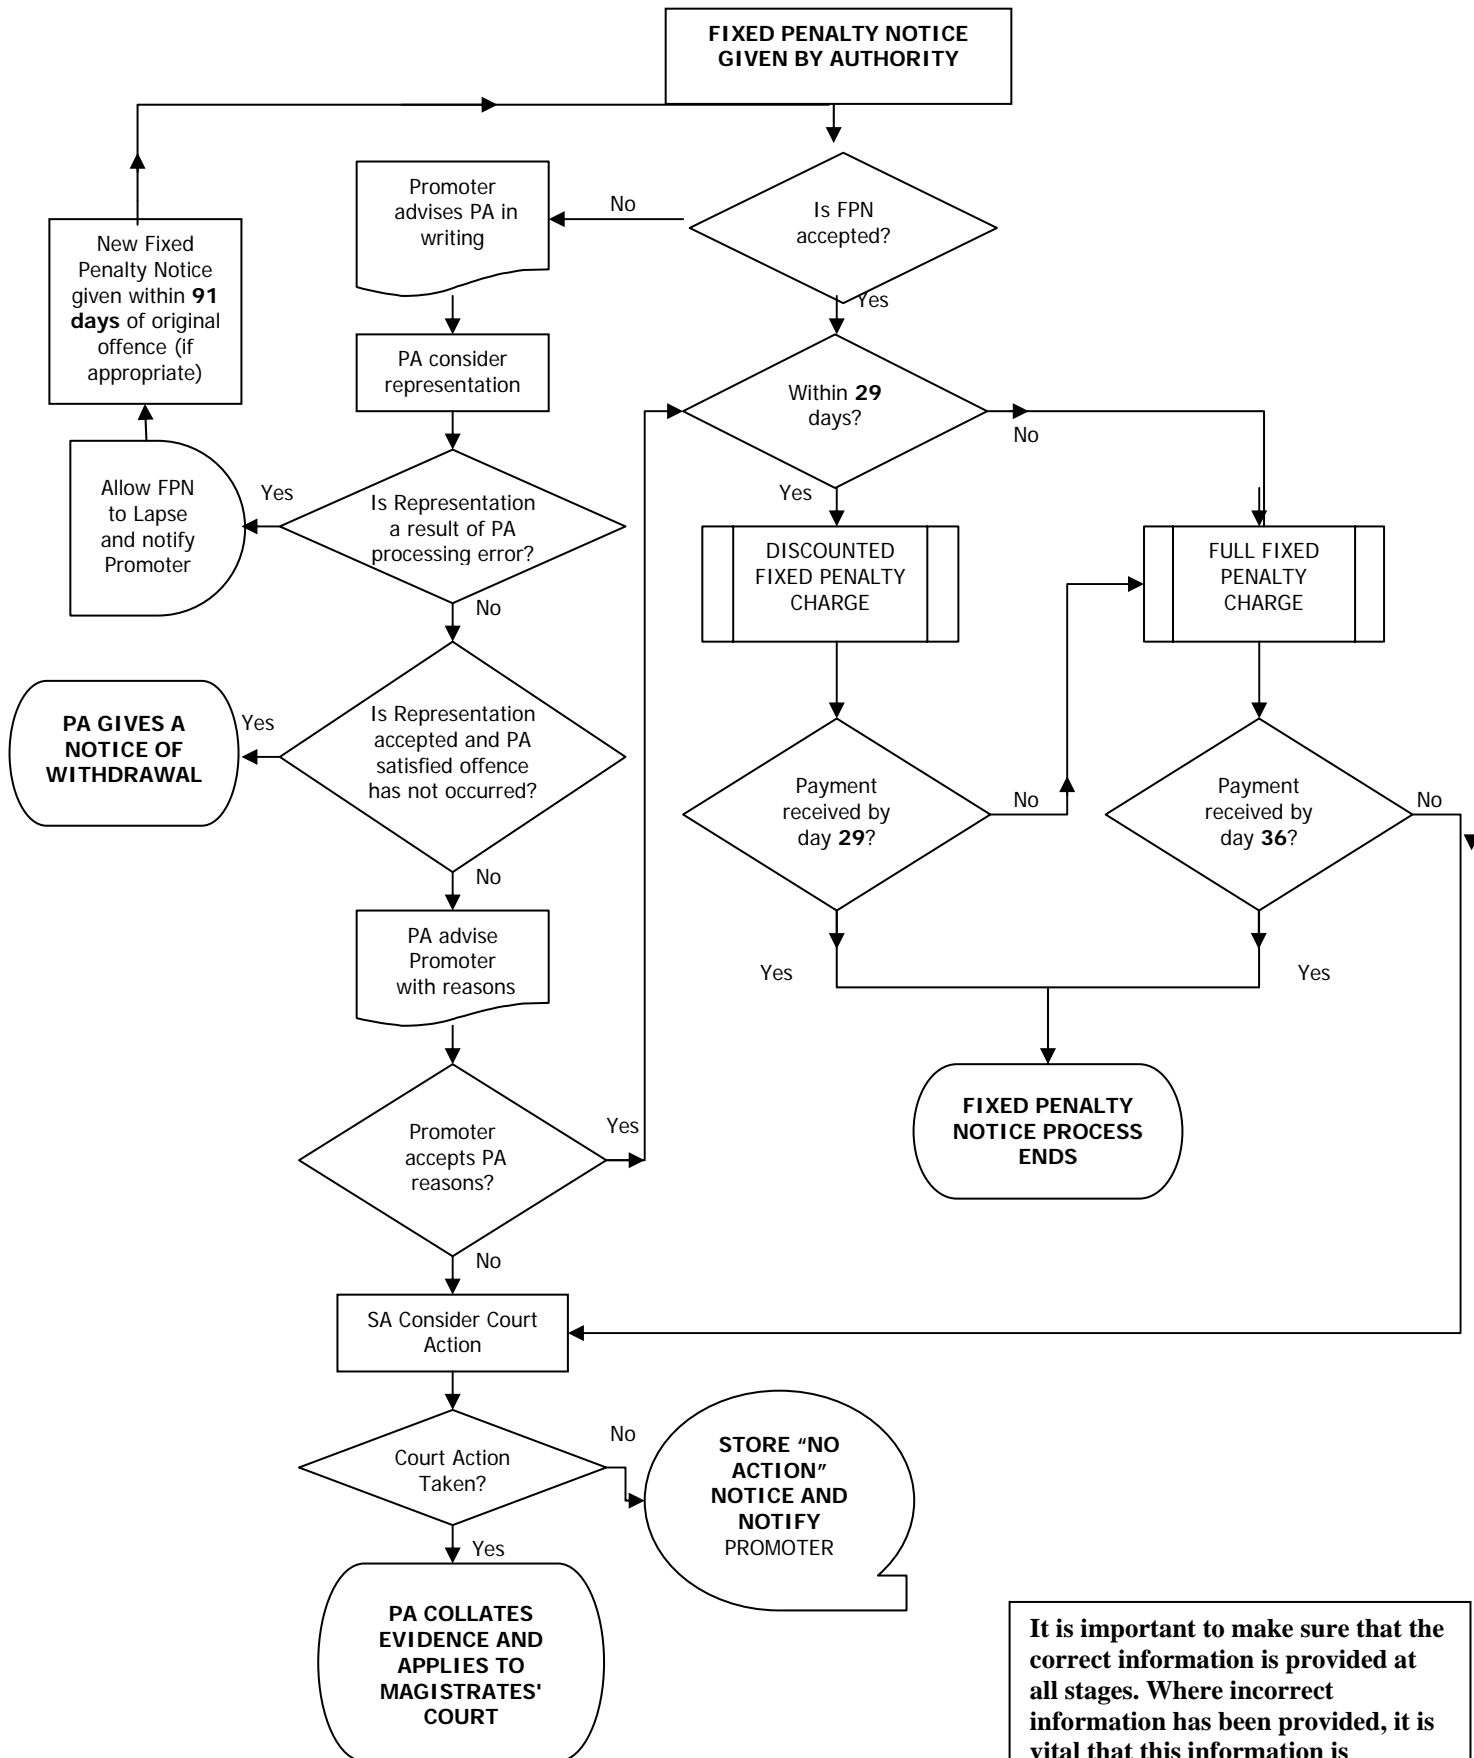 FIXED PENALTY NOTICE
GIVEN BY AUTHORITY
Is FPN
accepted?
No
Promoter
advises PA in
writing
New Fixed
Penalty Notice
given within 91
days of original
offence (if
appropriate)
Yes
PA consider
representation
Within 29
days?
No
Yes
Allow FPN
to Lapse
and notify
Promoter
Yes
Is Representation
a result of PA
processing error?
No
DISCOUNTED
FIXED PENALTY
CHARGE
FULL FIXED
PENALTY
CHARGE
PA GIVES A
NOTICE OF
WITHDRAWAL
Yes
Is Representation
accepted and PA
satisfied offence
has not occurred?
No
Payment
received by
day 29?
No
Payment
received by
day 36?
No
PA advise
Promoter
with reasons
Yes
Yes
Promoter
accepts PA
reasons?
Yes
No
FIXED PENALTY
NOTICE PROCESS
ENDS
SA Consider Court
Action
Court Action
Taken?
No
Yes
STORE “NO
ACTION”
NOTICE AND
NOTIFY
PROMOTER
PA COLLATES
EVIDENCE AND
APPLIES TO
MAGISTRATES'
COURT
It is important to make sure that the
correct information is provided at
all stages. Where incorrect
information has been provided, it is
vital that this information is